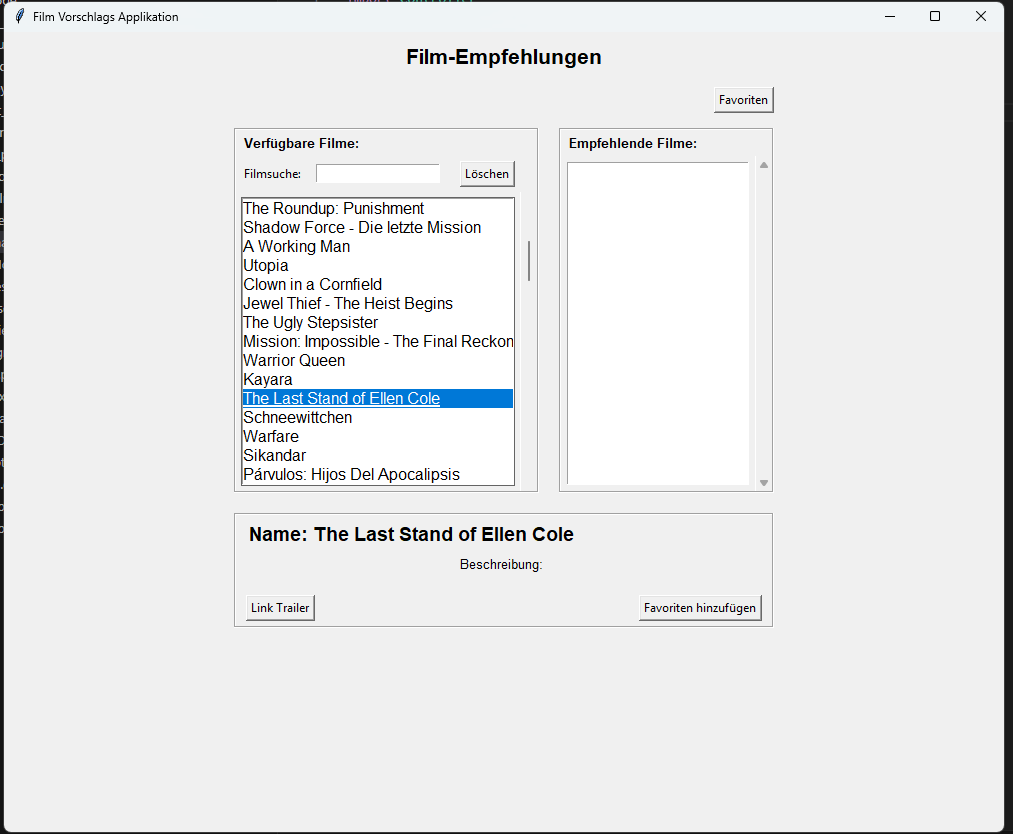 Film Vorschlags Applikation
Film-Empfehlungen
Favoriten
Verfügbare Filme:
Filmsuche:
Löschen
The Roundup: Punishment
Shadow Force - Die letzte Mission
A Working Man
Utopia
Clown in a Cornfield
Jewel Thief - The Heist Begins
The Ugly Stepsister
Mission: Impossible - The Final Reckon
Warrior Queen
Kayara
The Last Stand of Ellen Cole
Schneewittchen
Warfare
Sikandar
Párvulos: Hijos Del Apocalipsis
Empfehlende Filme:
Name: The Last Stand of Ellen Cole
Beschreibung:
Link Trailer
Favoriten hinzufügen